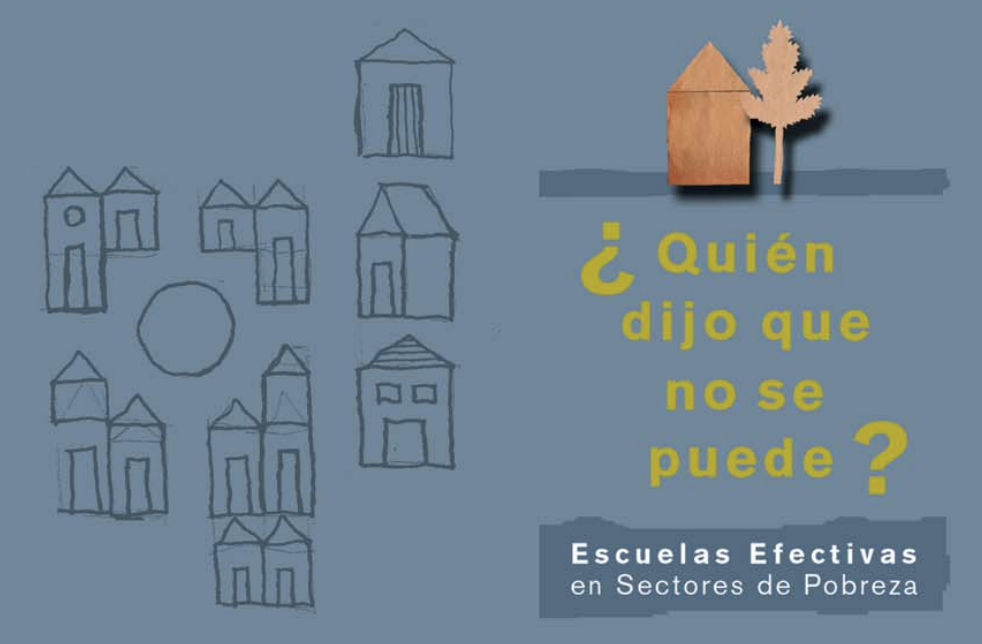 ¿ Quién
dijo que
no se
puede ?
Escuelas Efectivas
en Sectores de Pobreza